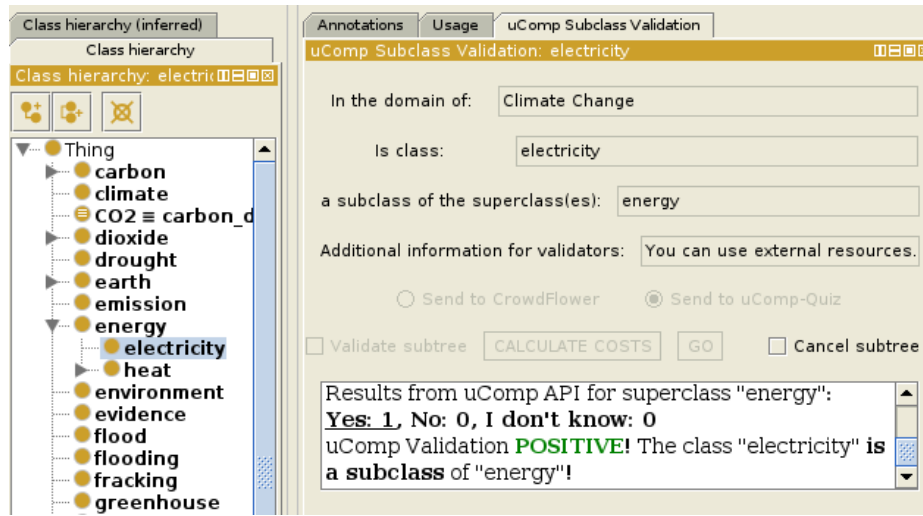 Class hierarchy (inferred)
Class hierarchy
Class hierarchy: electric
Thing
carbon
climate
CO2 ≡ carbon_d
dioxide
drought
earth
emission
energy
electricity
heat
environment
evidence
flood
flooding
fracking
greenhouse
Annotations
Usage
uComp Subclass Validation
uComp Subclass Validation: electricity
In the domain of: Climate Change
Is class: electricity
a subclass of the superclass(es): energy
Additional information for validators: You can use external resources.
Send to CrowdFlower Send to uComp-Quiz
Validate subtree CALCULATE COSTS GO Cancel subtree
Results from uComp API for superclass "energy":
Yes: 1, No: 0, I don't know: 0
uComp Validation POSITIVE! The class "electricity" is
a subclass of "energy"!